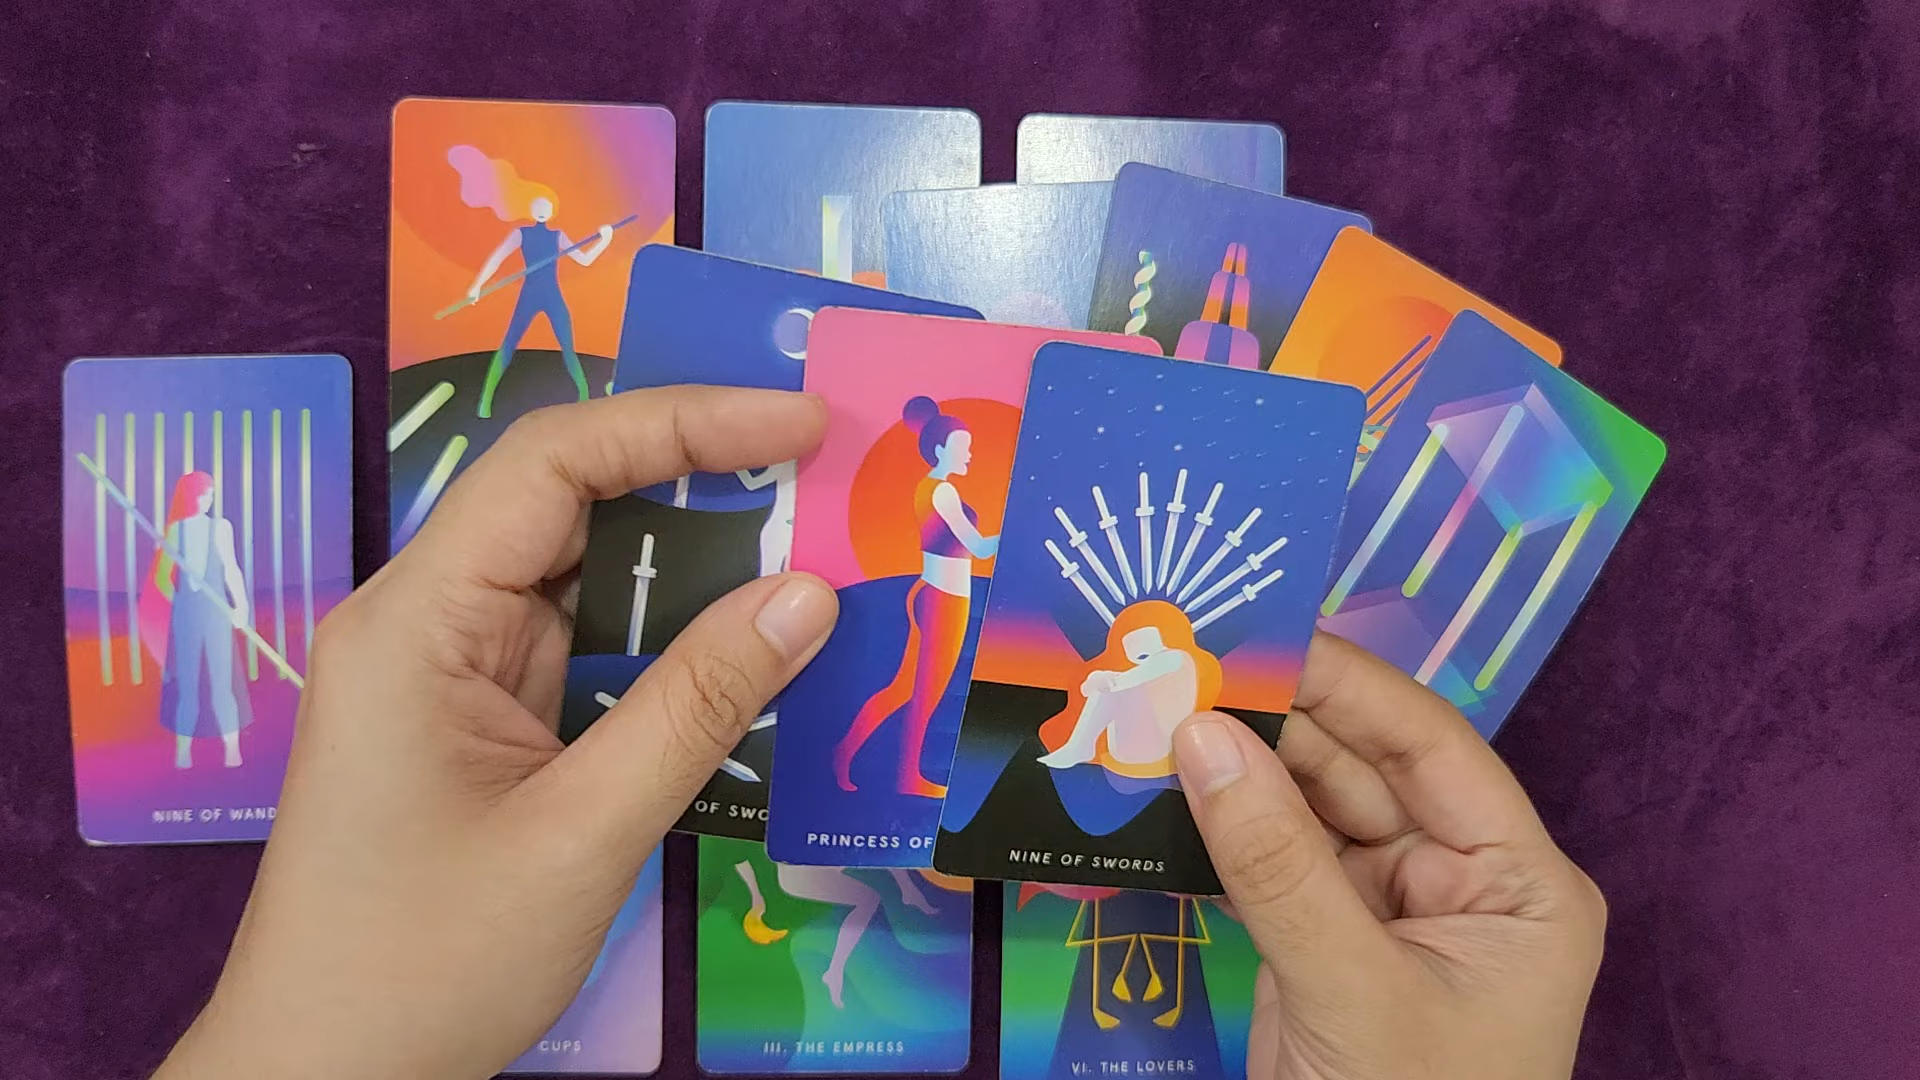 NINE OF WAND
OF SWO
PRINCESS OF
NINE OF SWORDS
CUPS
III. THE EMPRESS
VI. THE LOVERS